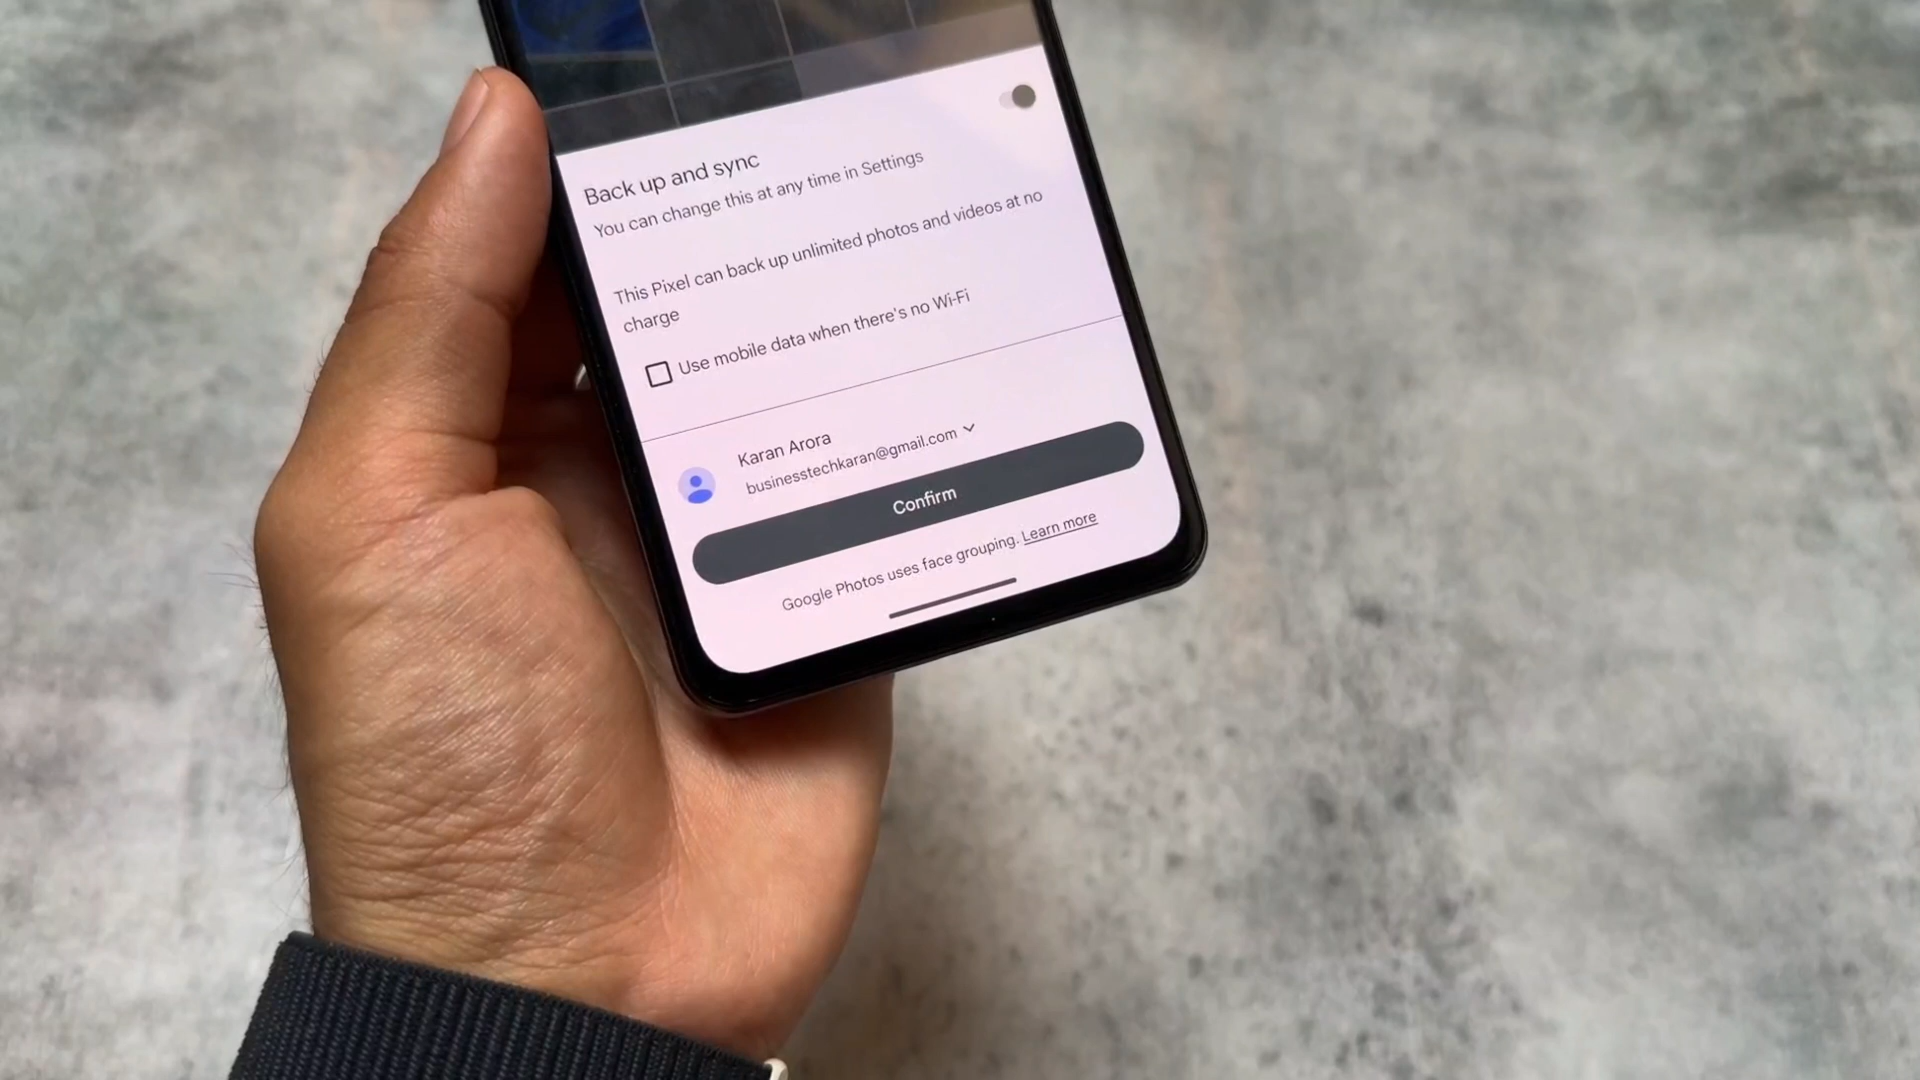 Back up and sync
You can change this at any time in Settings
This Pixel can back up unlimited photos and videos at no
charge
Use mobile data when there's no Wi-Fi
Karan Arora
businesstechkaran@gmail.com
Confirm
Google Photos uses face grouping. Learn more